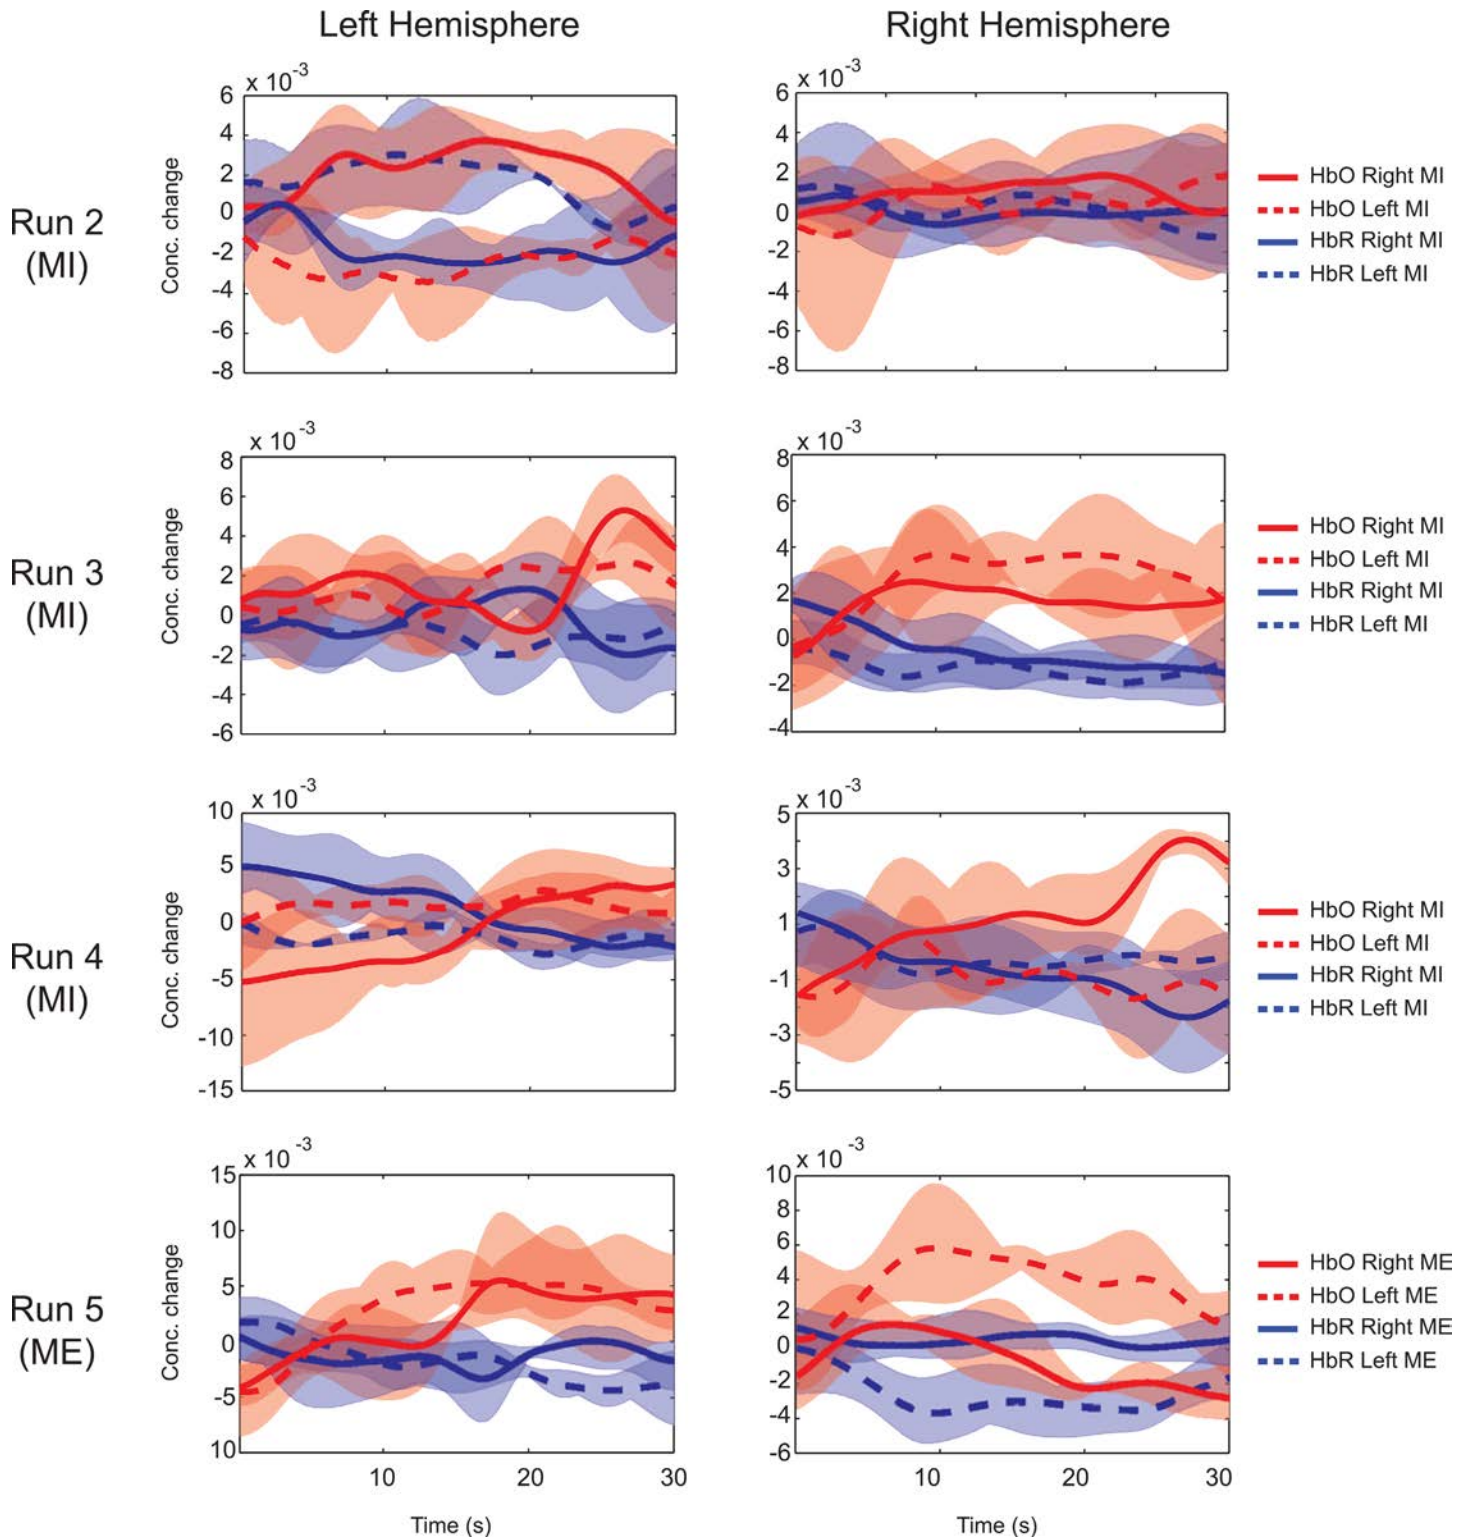 Left Hemisphere Right Hemisphere
Run 2
(MI)
Conc. change
x 10 -3
6
4
2
0
-2
-4
-6
-8
x 10 -3
6
4
2
0
-2
-4
-6
-8
HbO Right MI
HbO Left MI
HbR Right MI
HbR Left MI
Run 3
(MI)
Conc. change
x 10 -3
8
6
4
2
0
-2
-4
-6
x 10 -3
8
6
4
2
0
-2
-4
HbO Right MI
HbO Left MI
HbR Right MI
HbR Left MI
Run 4
(MI)
Conc. change
x 10 -3
10
5
0
-5
-10
-15
x 10 -3
5
3
1
-1
-3
-5
HbO Right MI
HbO Left MI
HbR Right MI
HbR Left MI
Run 5
(ME)
Conc. change
x 10 -3
15
10
5
0
-5
10
10 20 30
Time (s)
x 10 -3
10
8
6
4
2
0
-2
-4
-6
10 20 30
Time (s)
HbO Right ME
HbO Left ME
HbR Right ME
HbR Left ME